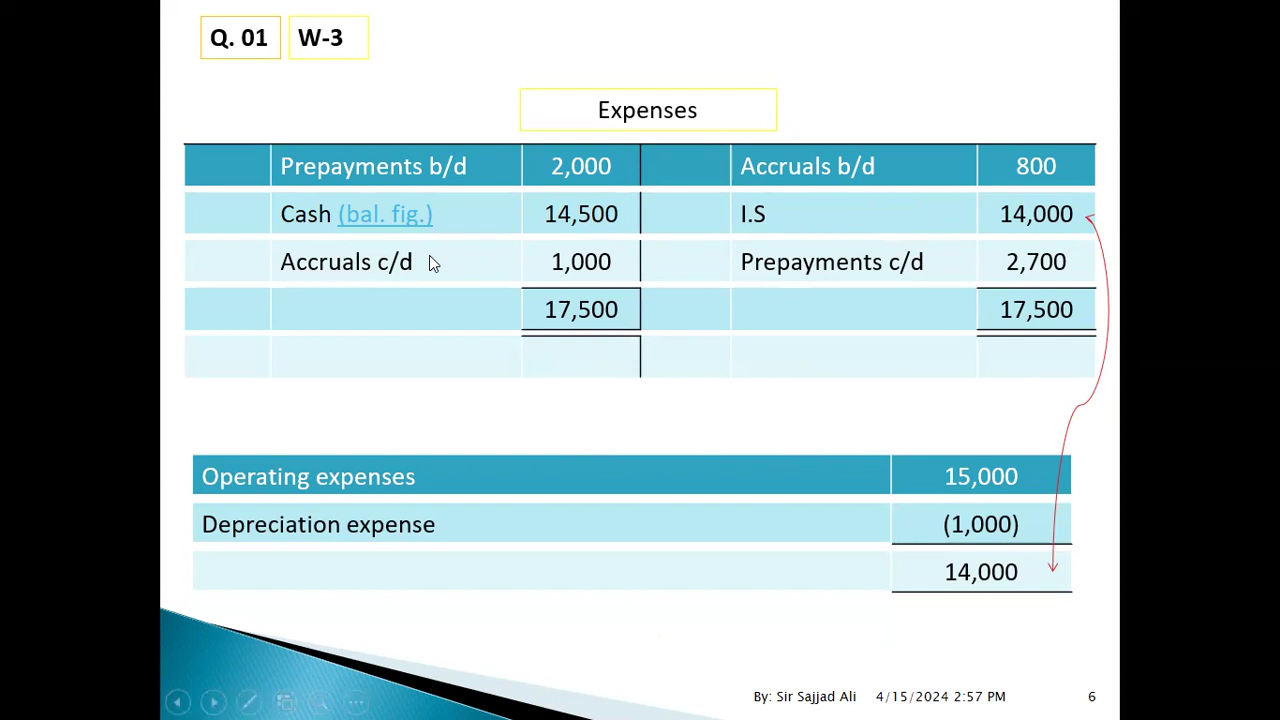 Q. 01 W-3
Expenses
Prepayments b/d 2,000 Accruals b/d 800
Cash (bal. fig.) 14,500 I.S 14,000
Accruals c/d 1,000 Prepayments c/d 2,700
17,500 17,500
Operating expenses 15,000
Depreciation expense (1,000)
14,000
By: Sir Sajjad Ali 4/15/2024 2:57 PM 6